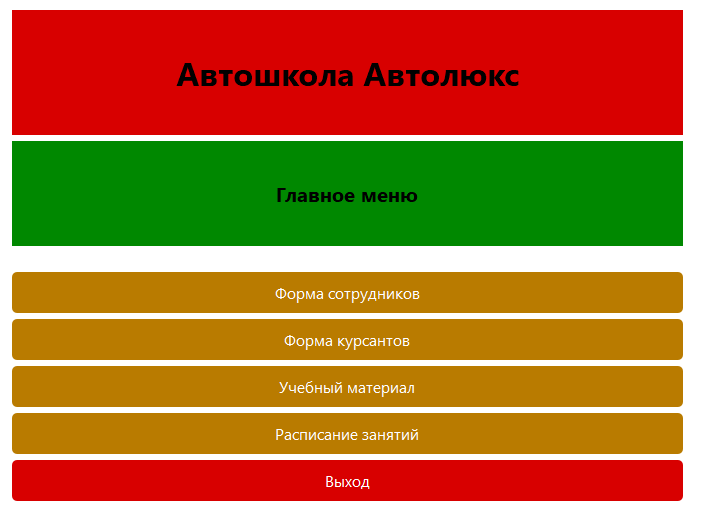 Автошкола Автолюкс
Главное меню
Форма сотрудников
Форма курсантов
Учебный материал
Расписание занятий
Выход